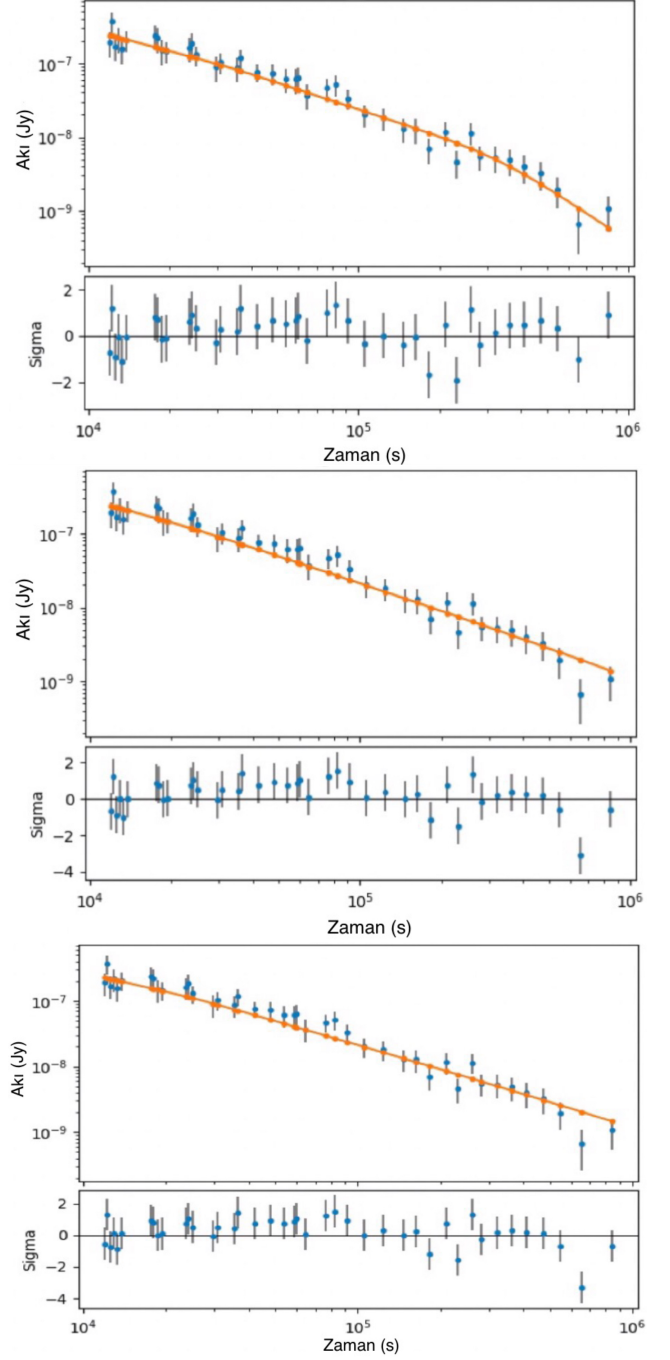 10⁻⁷
10⁻⁸
10⁻⁹
Akı (Jy)
2
0
−2
Sigma
10⁴ 10⁵ 10⁶
Zaman (s)
10⁻⁷
10⁻⁸
10⁻⁹
Akı (Jy)
2
0
−2
−4
Sigma
10⁴ 10⁵ 10⁶
Zaman (s)
10⁻⁷
10⁻⁸
10⁻⁹
Akı (Jy)
2
0
−2
−4
Sigma
10⁴ 10⁵ 10⁶
Zaman (s)